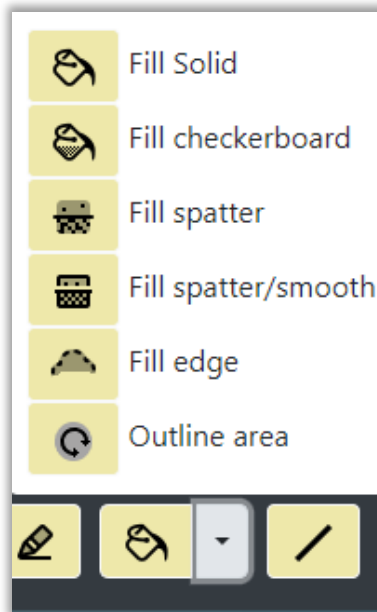 Fill Solid
Fill checkerboard
Fill spatter
Fill spatter/smooth
Fill edge
Outline area